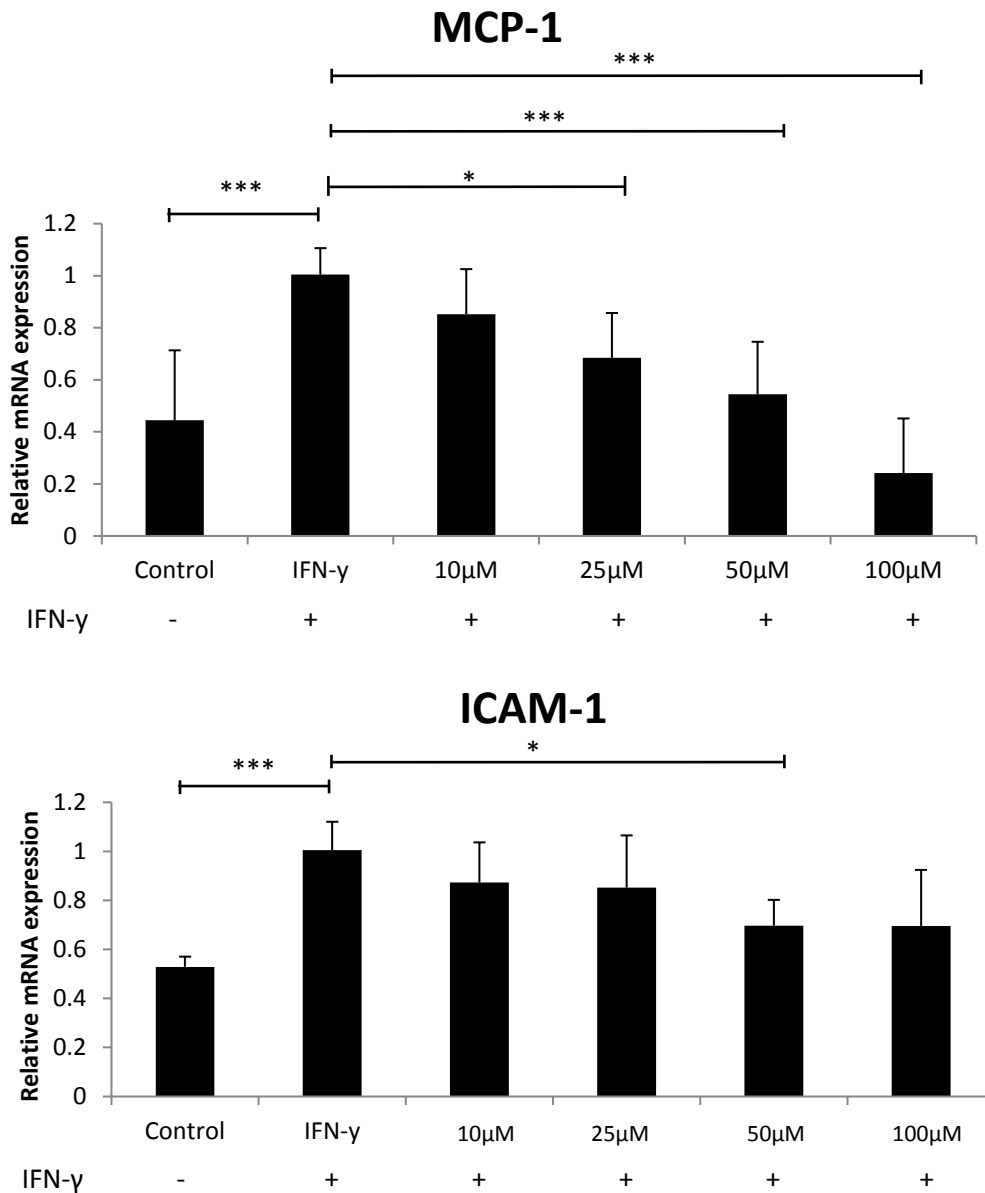 MCP-1
***
***
*
***
Relative mRNA expression
1.2
1
0.8
0.6
0.4
0.2
0
Control IFN-y 10µM 25µM 50µM 100µM
IFN-y - + + + + +
ICAM-1
*
***
Relative mRNA expression
1.2
1
0.8
0.6
0.4
0.2
0
Control IFN-y 10µM 25µM 50µM 100µM
IFN-γ - + + + + +